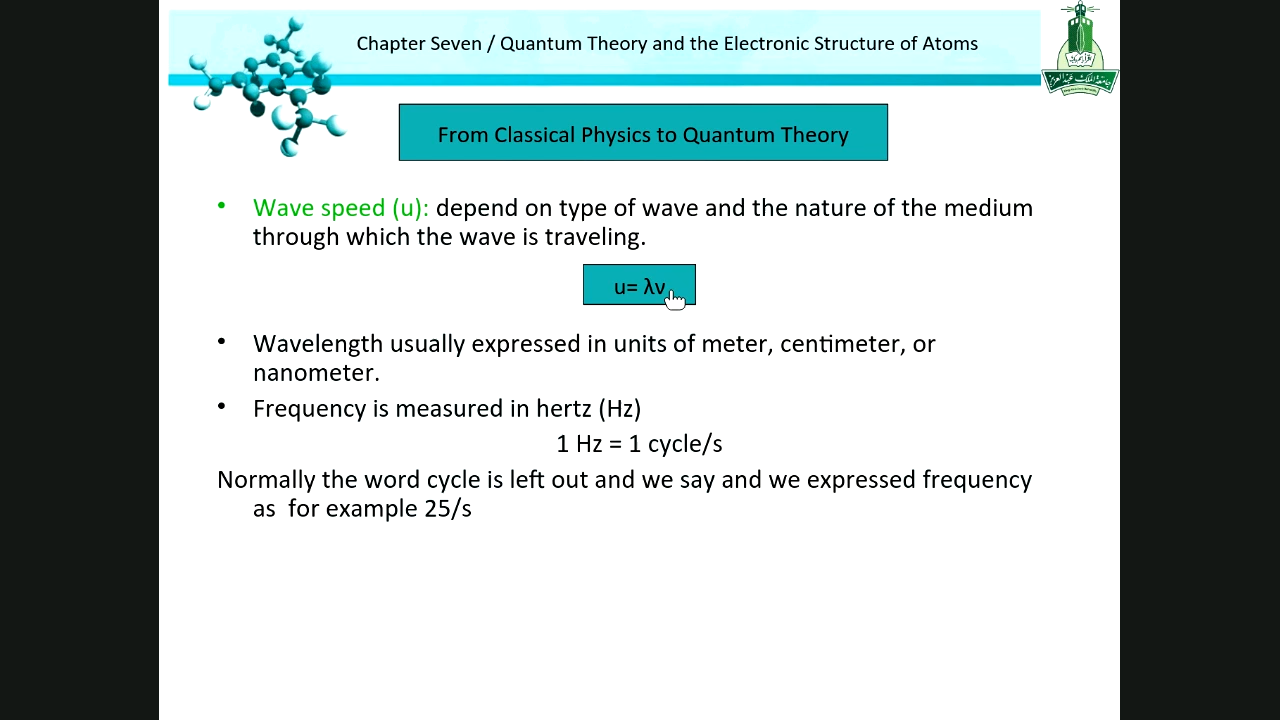 Chapter Seven / Quantum Theory and the Electronic Structure of Atoms
جامعة الملك عبدالعزيز
From Classical Physics to Quantum Theory
• Wave speed (u): depend on type of wave and the nature of the medium
through which the wave is traveling.
u= λν
• Wavelength usually expressed in units of meter, centimeter, or
nanometer.
• Frequency is measured in hertz (Hz)
1 Hz = 1 cycle/s
Normally the word cycle is left out and we say and we expressed frequency
as for example 25/s